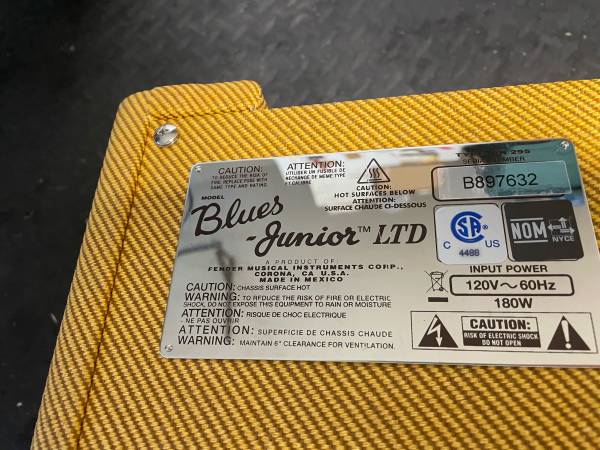 CAUTION:
TO REDUCE THE RISK OF
FIRE REPLACE FUSE WITH
SAME TYPE AND RATING
ATTENTION:
UTILISER UN FUSIBLE DE
RECHANGE DE MEME TYPE
ET CALIBRE
CAUTION:
HOT SURFACES BELOW
ATTENTION:
SURFACE CHAUDE CI-DESSOUS
295
SERIAL NUMBER
B897632
MODEL
Blues
-Junior™ LTD
A PRODUCT OF:
FENDER MUSICAL INSTRUMENTS CORP.,
CORONA, CA U.S.A.
MADE IN MEXICO
C SA US
4498
NOM
NYCE
INPUT POWER
120V~60Hz
180W
CAUTION: CHASSIS SURFACE HOT
WARNING: TO REDUCE THE RISK OF FIRE OR ELECTRIC
SHOCK, DO NOT EXPOSE THIS EQUIPMENT TO RAIN OR MOISTURE
ATTENTION: RISQUE DE CHOC ELECTRIQUE
- NE PAS OUVRIR
ATTENTION: SUPERFICIE DE CHASSIS CHAUDE
WARNING: MAINTAIN 6" CLEARANCE FOR VENTILATION.
CAUTION:
RISK OF ELECTRIC SHOCK
DO NOT OPEN